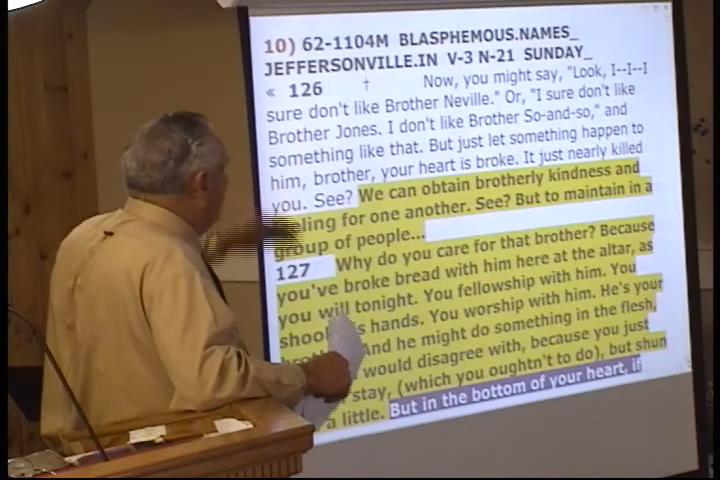 10) 62-1104M BLASPHEMOUS.NAMES_
JEFFERSONVILLE.IN V-3 N-21 SUNDAY_
« 126 † Now, you might say, "Look, I--I--I
sure don't like Brother Neville." Or, "I sure don't like
Brother Jones. I don't like Brother So-and-so," and
something like that. But just let something happen to
him, brother, your heart is broke. It just nearly killed
you. See? We can obtain brotherly kindness and
eling for one another. See? But to maintain in a
group of people...
127 Why do you care for that brother? Because
you've broke bread with him here at the altar, as
you will tonight. You fellowship with him. You
shoo s hands. You worship with him. He's your
And he might do something in the flesh,
would disagree with, because you just
stay, (which you oughtn't to do), but shun
a little. But in the bottom of your heart, if